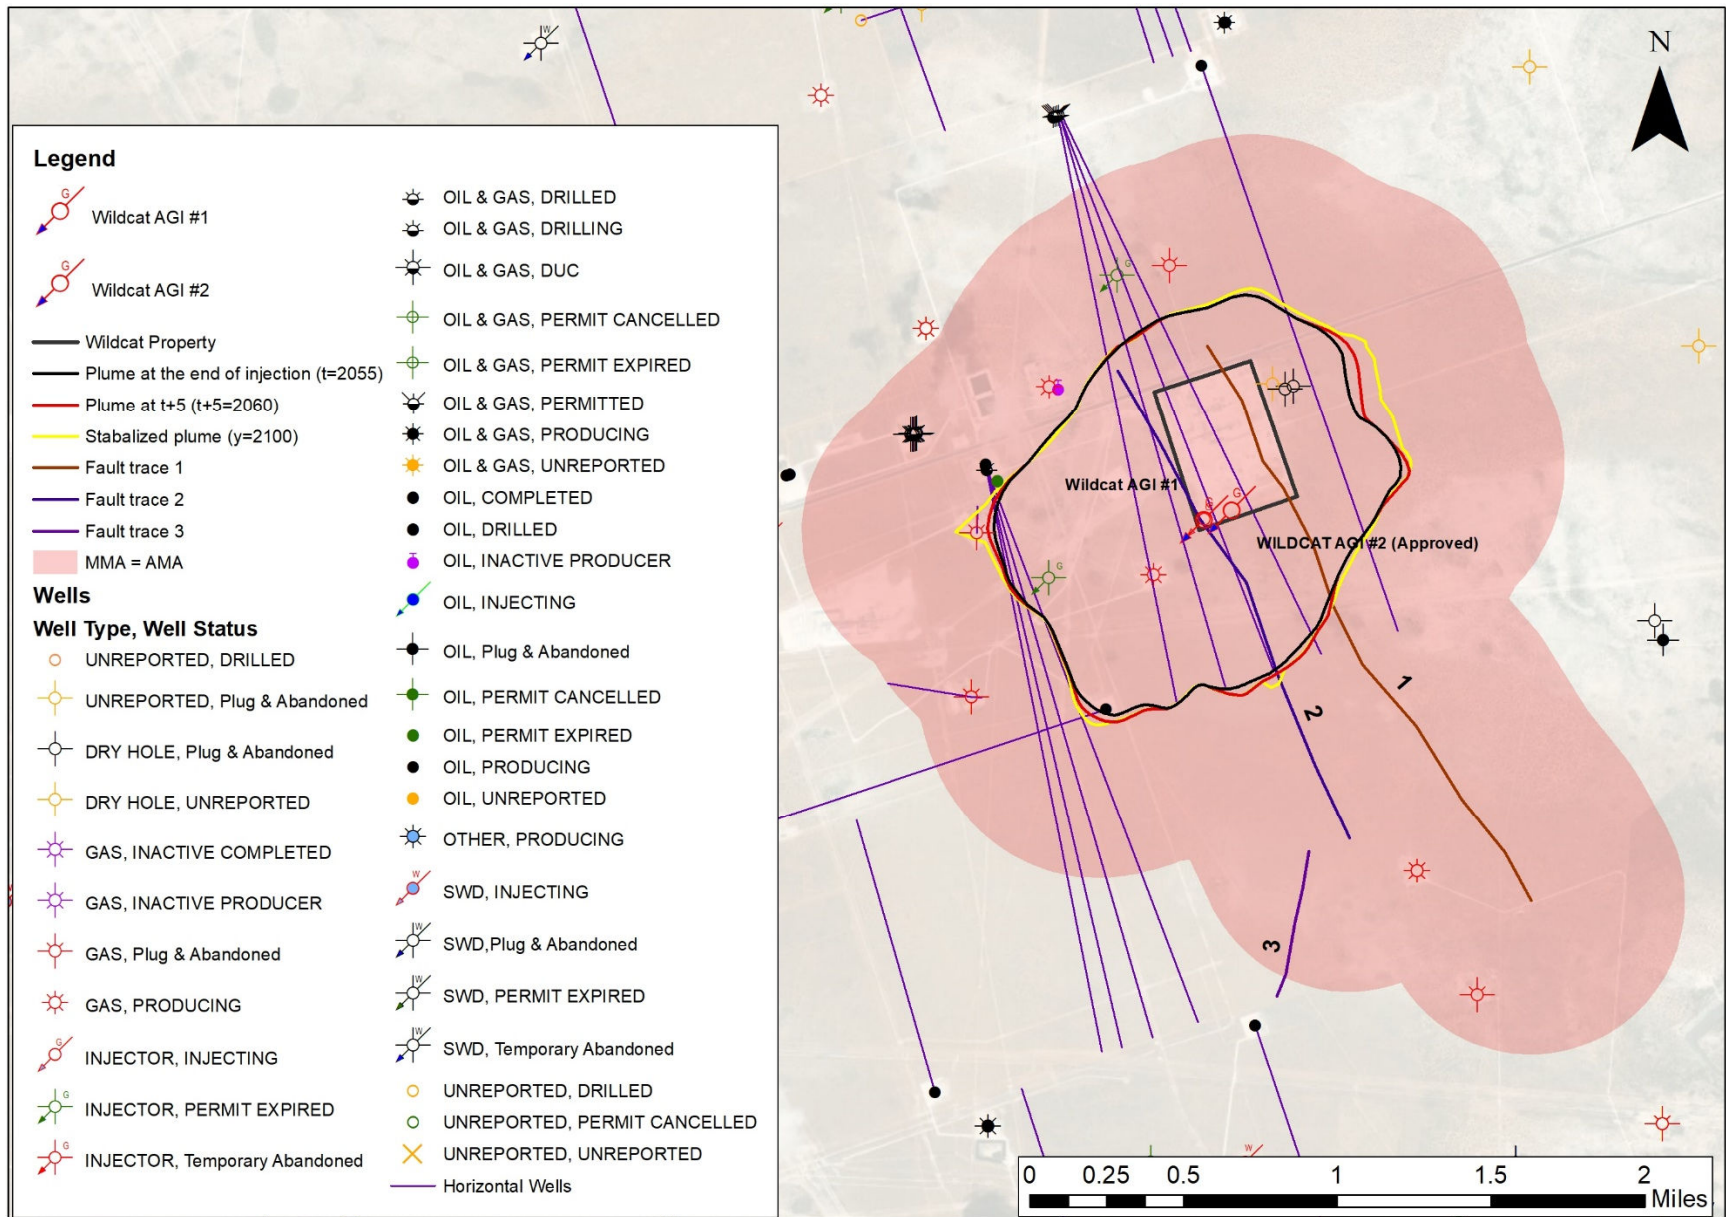 Legend
G
Wildcat AGI #1
G
Wildcat AGI #2
Wildcat Property
Plume at the end of injection (t=2055)
Plume at t+5 (t+5=2060)
Stabalized plume (y=2100)
Fault trace 1
Fault trace 2
Fault trace 3
MMA = AMA
Wells
Well Type, Well Status
UNREPORTED, DRILLED
UNREPORTED, Plug & Abandoned
DRY HOLE, Plug & Abandoned
DRY HOLE, UNREPORTED
GAS, INACTIVE COMPLETED
GAS, INACTIVE PRODUCER
GAS, Plug & Abandoned
GAS, PRODUCING
G
INJECTOR, INJECTING
G
INJECTOR, PERMIT EXPIRED
G
INJECTOR, Temporary Abandoned
OIL & GAS, DRILLED
OIL & GAS, DRILLING
OIL & GAS, DUC
OIL & GAS, PERMIT CANCELLED
OIL & GAS, PERMIT EXPIRED
OIL & GAS, PERMITTED
OIL & GAS, PRODUCING
OIL & GAS, UNREPORTED
OIL, COMPLETED
OIL, DRILLED
OIL, INACTIVE PRODUCER
OIL, INJECTING
OIL, Plug & Abandoned
OIL, PERMIT CANCELLED
OIL, PERMIT EXPIRED
OIL, PRODUCING
OIL, UNREPORTED
OTHER, PRODUCING
W
SWD, INJECTING
W
SWD,Plug & Abandoned
W
SWD, PERMIT EXPIRED
W
SWD, Temporary Abandoned
UNREPORTED, DRILLED
UNREPORTED, PERMIT CANCELLED
UNREPORTED, UNREPORTED
Horizontal Wells
W
N
G
Wildcat AGI #1
G
G
WILDCAT AGI #2 (Approved)
G
1
2
3
W
0 0.25 0.5 1 1.5 2
Miles